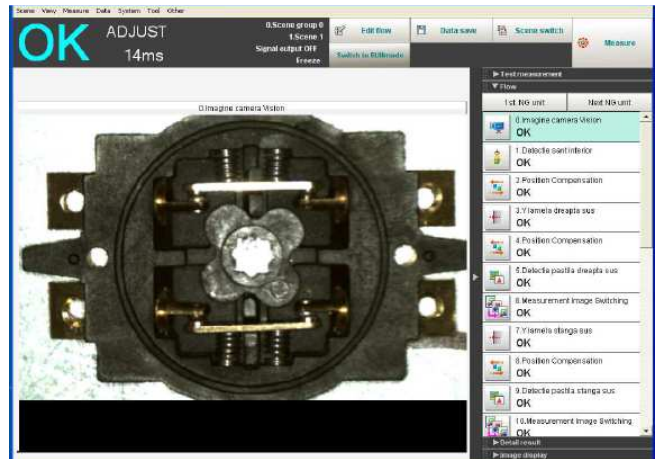 Scene View Measure Data System Tool Other
OK
ADJUST
14ms
0.Scene group 0
1.Scene 1
Signal output OFF
Freeze
Edit flow
Data save
Scene switch
Measure
Switch to RUNmode
Test measurement
Flow
1st NG unit
Next NG unit
0.Imagine camera Vision
0.Imagine camera Vision
OK
1.Detectie sant interior
OK
2.Position Compensation
OK
3.Y lamela dreapta sus
OK
4.Position Compensation
OK
5.Detectie pastila dreapta sus
OK
6.Measurement Image Switching
OK
7.Y lamela stanga sus
OK
8.Position Compensation
OK
9.Detectie pastila stanga sus
OK
10.Measurement Image Switching
OK
Detail result
Image display